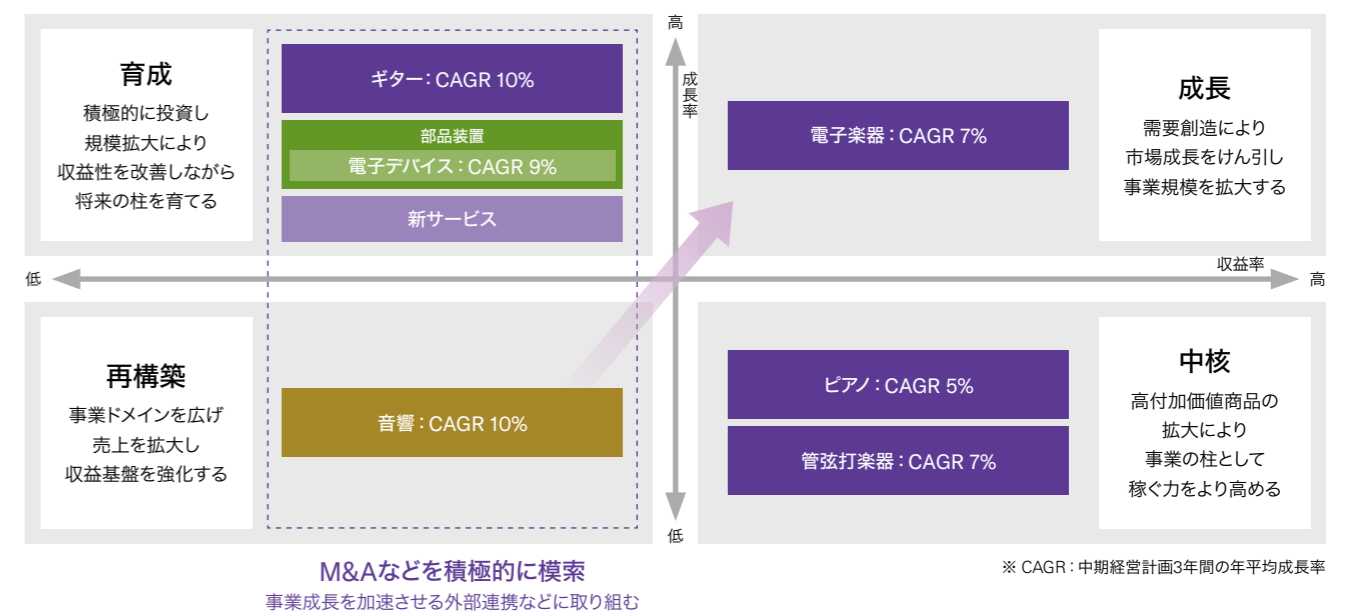 高
成長率
育成
積極的に投資し
規模拡大により
収益性を改善しながら
将来の柱を育てる
ギター：CAGR 10%
部品装置
電子デバイス：CAGR 9%
新サービス
電子楽器：CAGR 7%
成長
需要創造により
市場成長をけん引し
事業規模を拡大する
低
収益率
高
再構築
事業ドメインを広げ
売上を拡大し
収益基盤を強化する
音響：CAGR 10%
ピアノ：CAGR 5%
管弦打楽器：CAGR 7%
中核
高付加価値商品の
拡大により
事業の柱として
稼ぐ力をより高める
低
M&Aなどを積極的に模索
事業成長を加速させる外部連携などに取り組む
※ CAGR：中期経営計画3年間の年平均成長率